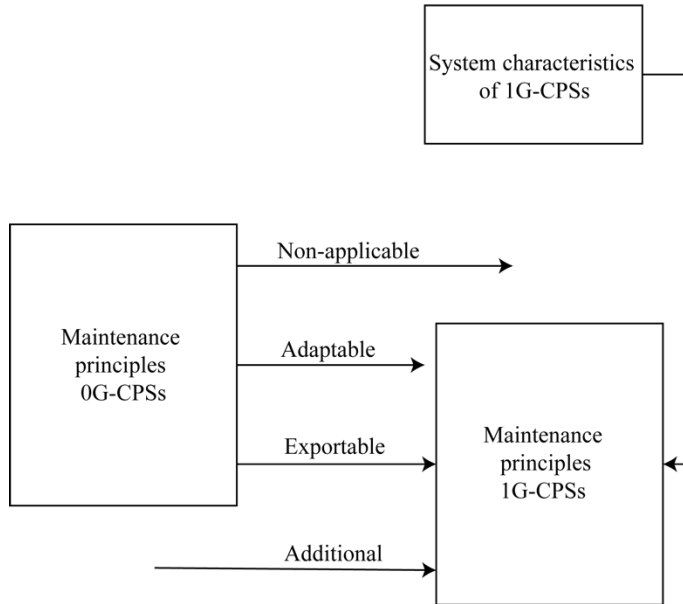 System characteristics
of 1G-CPSs
Non-applicable
Maintenance
principles
0G-CPSs
Adaptable
Exportable
Maintenance
principles
1G-CPSs
Additional